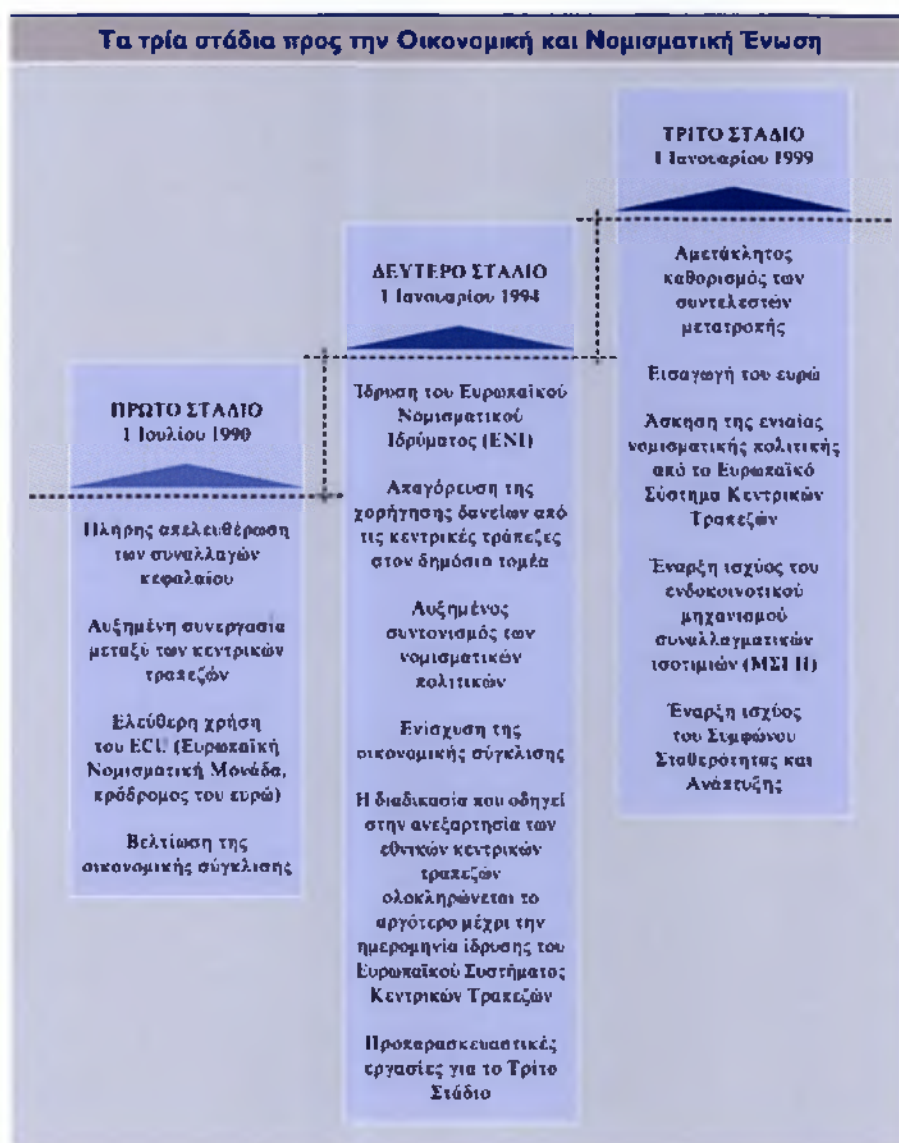 Τα τρία στάδια προς την Οικονομική και Νομισματική Ένωση
ΠΡΩΤΟ ΣΤΑΔΙΟ
1 Ιουλίου 1990
Πλήρης απελευθέρωση
των συναλλαγών
κεφαλαίου
Αυξημένη συνεργασία
μεταξύ των κεντρικών
τραπεζών
Ελεύθερη χρήση
του ECU (Ευρωπαϊκή
Νομισματική Μονάδα,
πρόδρομος του ευρώ)
Βελτίωση της
οικονομικής σύγκλισης
ΔΕΥΤΕΡΟ ΣΤΑΔΙΟ
1 Ιανουαρίου 1994
Ίδρυση του Ευρωπαϊκού
Νομισματικού
Ιδρύματος (ΕΝΙ)
Απαγόρευση της
χορήγησης δανείων από
τις κεντρικές τράπεζες
στον δημόσιο τομέα
Αυξημένος
συντονισμός των
νομισματικών
πολιτικών
Ενίσχυση της
οικονομικής σύγκλισης
Η διαδικασία που οδηγεί
στην ανεξαρτησία των
εθνικών κεντρικών
τραπεζών
ολοκληρώνεται το
αργότερο μέχρι την
ημερομηνία ίδρυσης του
Ευρωπαϊκού Συστήματος
Κεντρικών Τραπεζών
Προπαρασκευαστικές
εργασίες για το Τρίτο
Στάδιο
ΤΡΙΤΟ ΣΤΑΔΙΟ
1 Ιανουαρίου 1999
Αμετάκλητος
καθορισμός των
συντελεστών
μετατροπής
Εισαγωγή του ευρώ
Άσκηση της ενιαίας
νομισματικής πολιτικής
από το Ευρωπαϊκό
Σύστημα Κεντρικών
Τραπεζών
Έναρξη ισχύος του
ενδοκοινοτικού
μηχανισμού
συναλλαγματικών
ισοτιμιών (ΜΣΙ ΙΙ)
Έναρξη ισχύος
του Συμφώνου
Σταθερότητας και
Ανάπτυξης